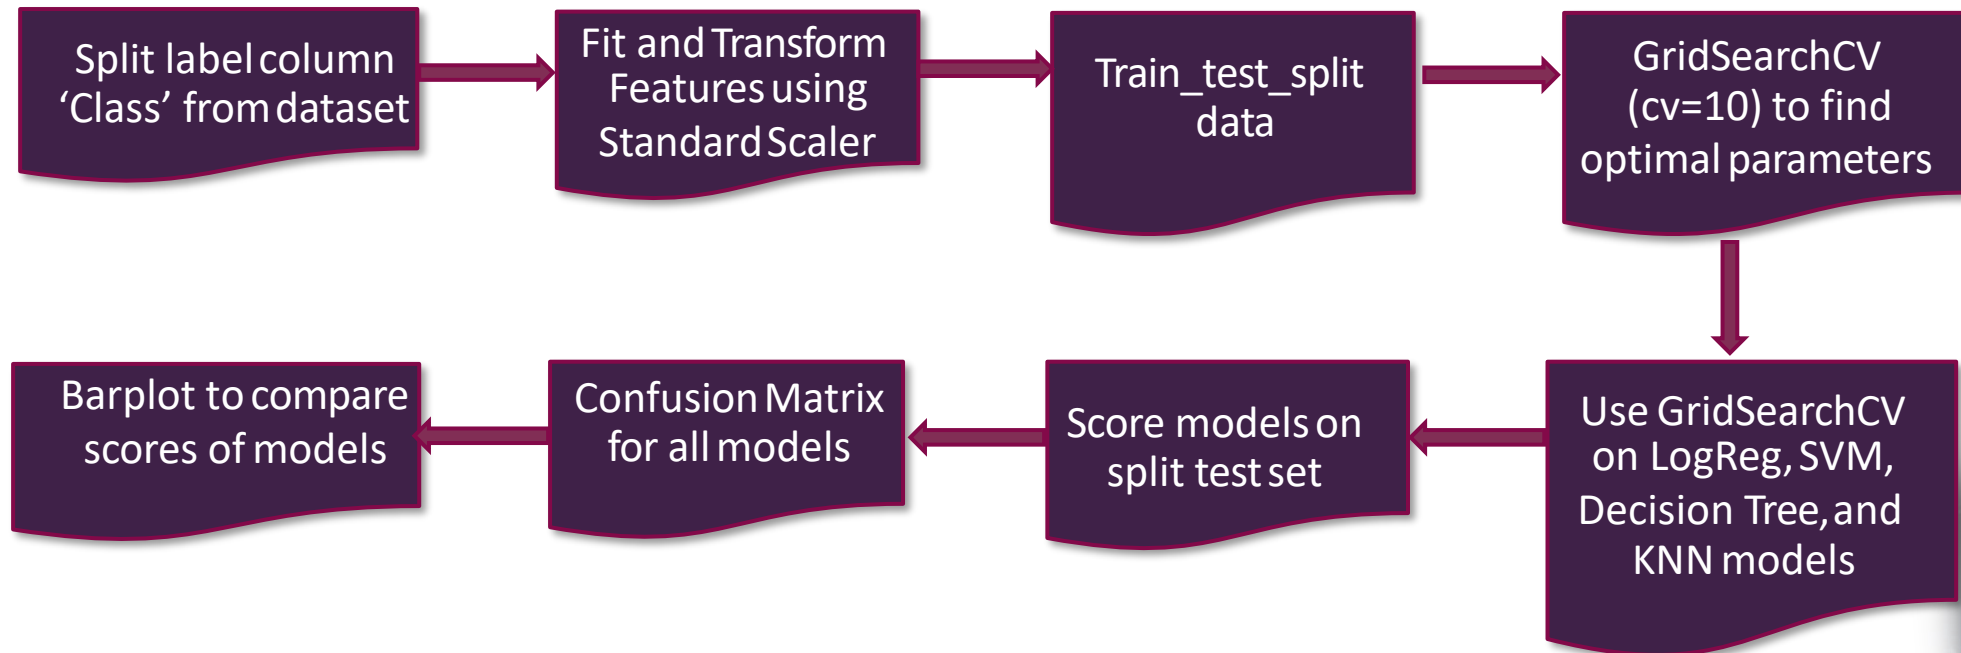 Split label column
‘Class’ from dataset
Fit and Transform
Features using
Standard Scaler
Train_test_split
data
GridSearchCV
(cv=10) to find
optimal parameters
Use GridSearchCV
on LogReg, SVM,
Decision Tree, and
KNN models
Score models on
split test set
Confusion Matrix
for all models
Barplot to compare
scores of models